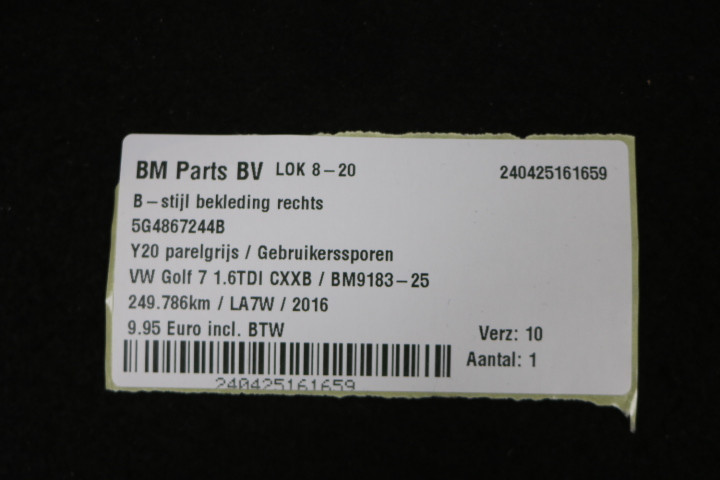 BM Parts BV LOK 8-20 240425161659
B-stijl bekleding rechts
5G4867244B
Y20 parelgrijs / Gebruikerssporen
VW Golf 7 1.6TDI CXXB / BM9183-25
249.786km / LA7W / 2016
9.95 Euro incl. BTW Verz: 10
Aantal: 1
240425161659